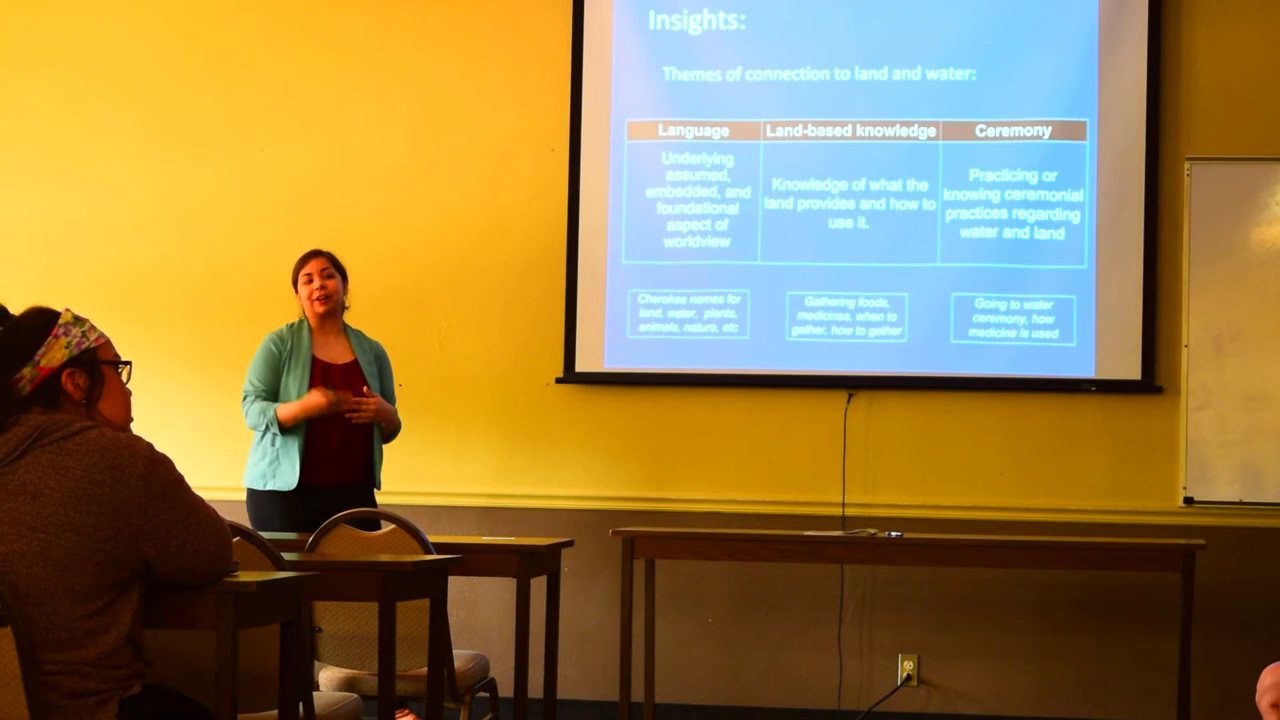 Insights:
Themes of connection to land and water:
Language
Land-based knowledge
Ceremony
Underlying
assumed,
embedded, and
foundational
aspect of
worldview
Knowledge of what the
land provides and how to
use it.
Practicing or
knowing ceremonial
practices regarding
water and land
Cherokee names for
land, water, plants,
animals, nature, etc
Gathering foods,
medicines, when to
gather, how to gather
Going to water
ceremony, how
medicine is used